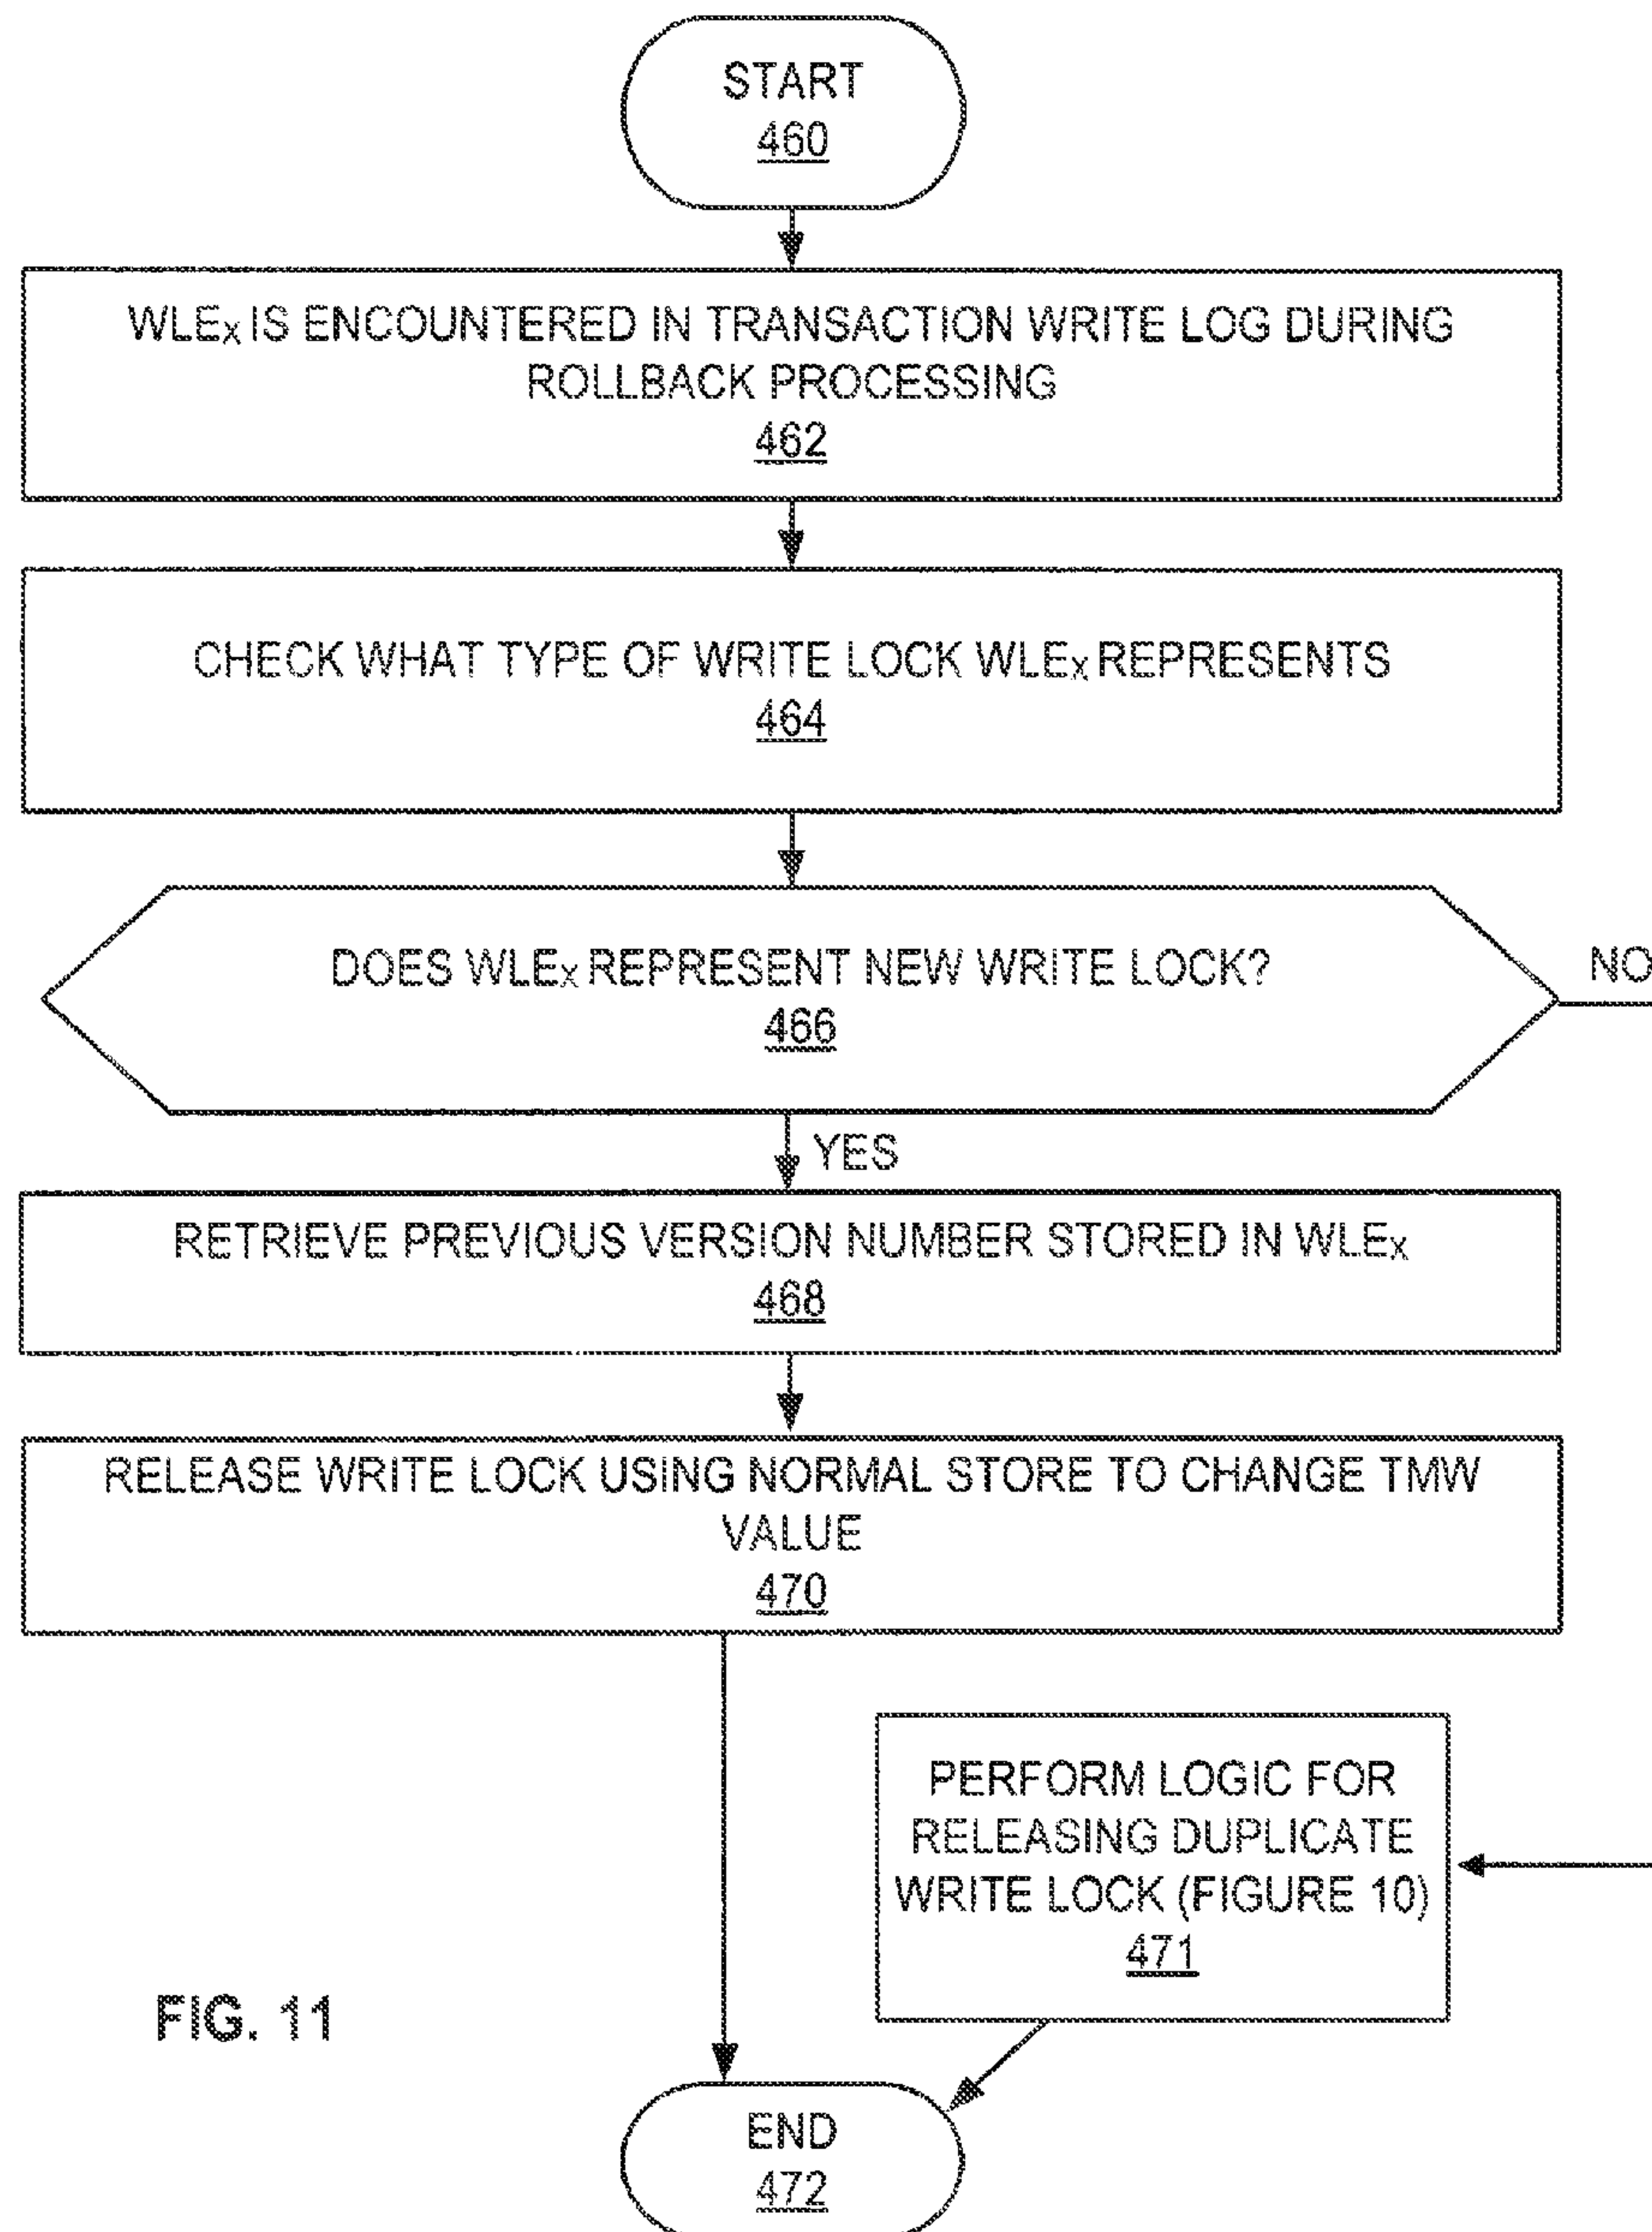 START
460
WLEX IS ENCOUNTERED IN TRANSACTION WRITE LOG DURING
ROLLBACK PROCESSING
462
CHECK WHAT TYPE OF WRITE LOCK WLEX REPRESENTS
464
DOES WLEX REPRESENT NEW WRITE LOCK?
466
NO
YES
RETRIEVE PREVIOUS VERSION NUMBER STORED IN WLEX
468
RELEASE WRITE LOCK USING NORMAL STORE TO CHANGE TMW
VALUE
470
PERFORM LOGIC FOR
RELEASING DUPLICATE
WRITE LOCK (FIGURE 10)
471
FIG. 11
END
472